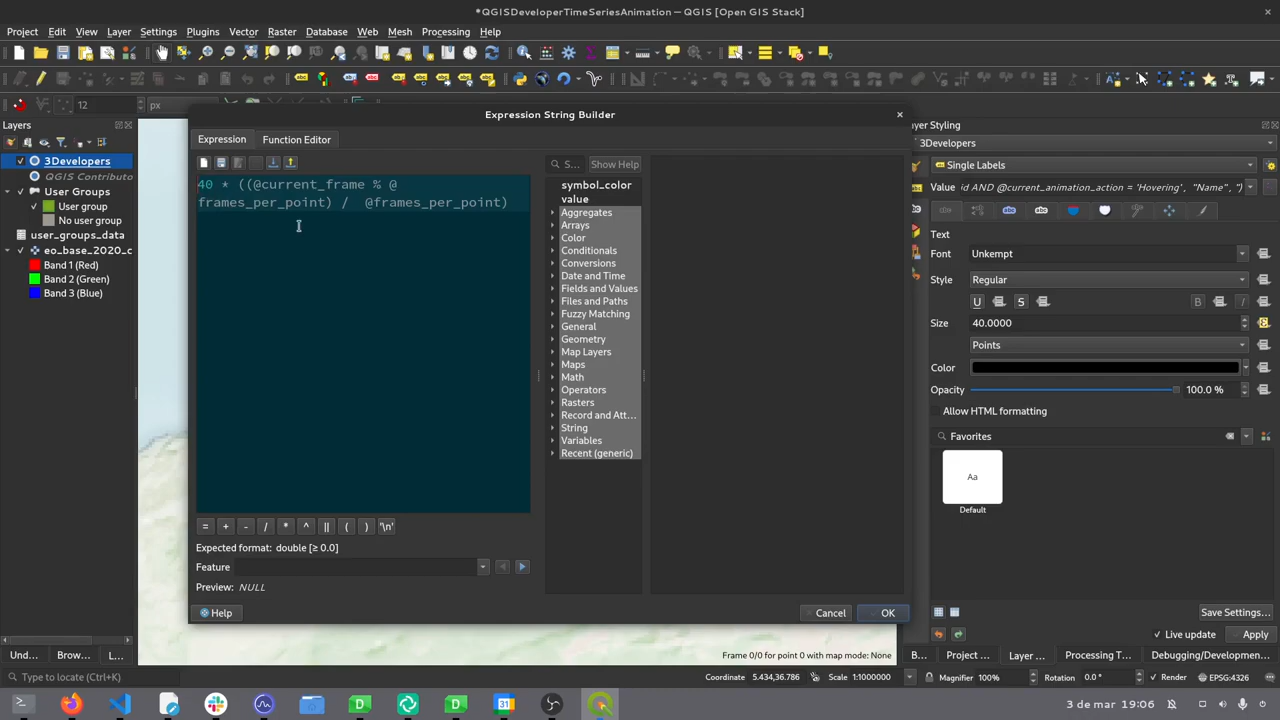 *QGISDeveloperTimeSeriesAnimation — QGIS [Open GIS Stack]
Project Edit View Layer Settings Plugins Vector Raster Database Web Mesh Processing Help
12 px
Layers
3Developers
QGIS Contributo
User Groups
User group
No user group
user_groups_data
eo_base_2020_c
Band 1 (Red)
Band 2 (Green)
Band 3 (Blue)
Expression String Builder
Expression Function Editor
40 * ((@current_frame % @
frames_per_point) / @frames_per_point)
= + - / * ^ || ( ) '\n'
Expected format: double [≥ 0.0]
Feature
Preview: NULL
Help
S... Show Help
symbol_color
value
Aggregates
Arrays
Color
Conditionals
Conversions
Date and Time
Fields and Values
Files and Paths
Fuzzy Matching
General
Geometry
Map Layers
Maps
Math
Operators
Rasters
Record and Att...
String
Variables
Recent (generic)
Cancel OK
Layer Styling
3Developers
Single Labels
Value id AND @current_animation_action = 'Hovering', "Name", '')
Text
Font Unkempt
Style Regular
U S B I
Size 40.0000
Points
Color
Opacity 100.0 %
Allow HTML formatting
Favorites
Aa
Default
Save Settings...
Live update Apply
Frame 0/0 for point 0 with map mode: None
Und... Brow... L...
B... Project ... Layer ... Processing T... Debugging/Developmen...
Type to locate (Ctrl+K)
Coordinate 5.434,36.786 Scale 1:1000000 Magnifier 100% Rotation 0.0 ° Render EPSG:4326
3 de mar 19:06